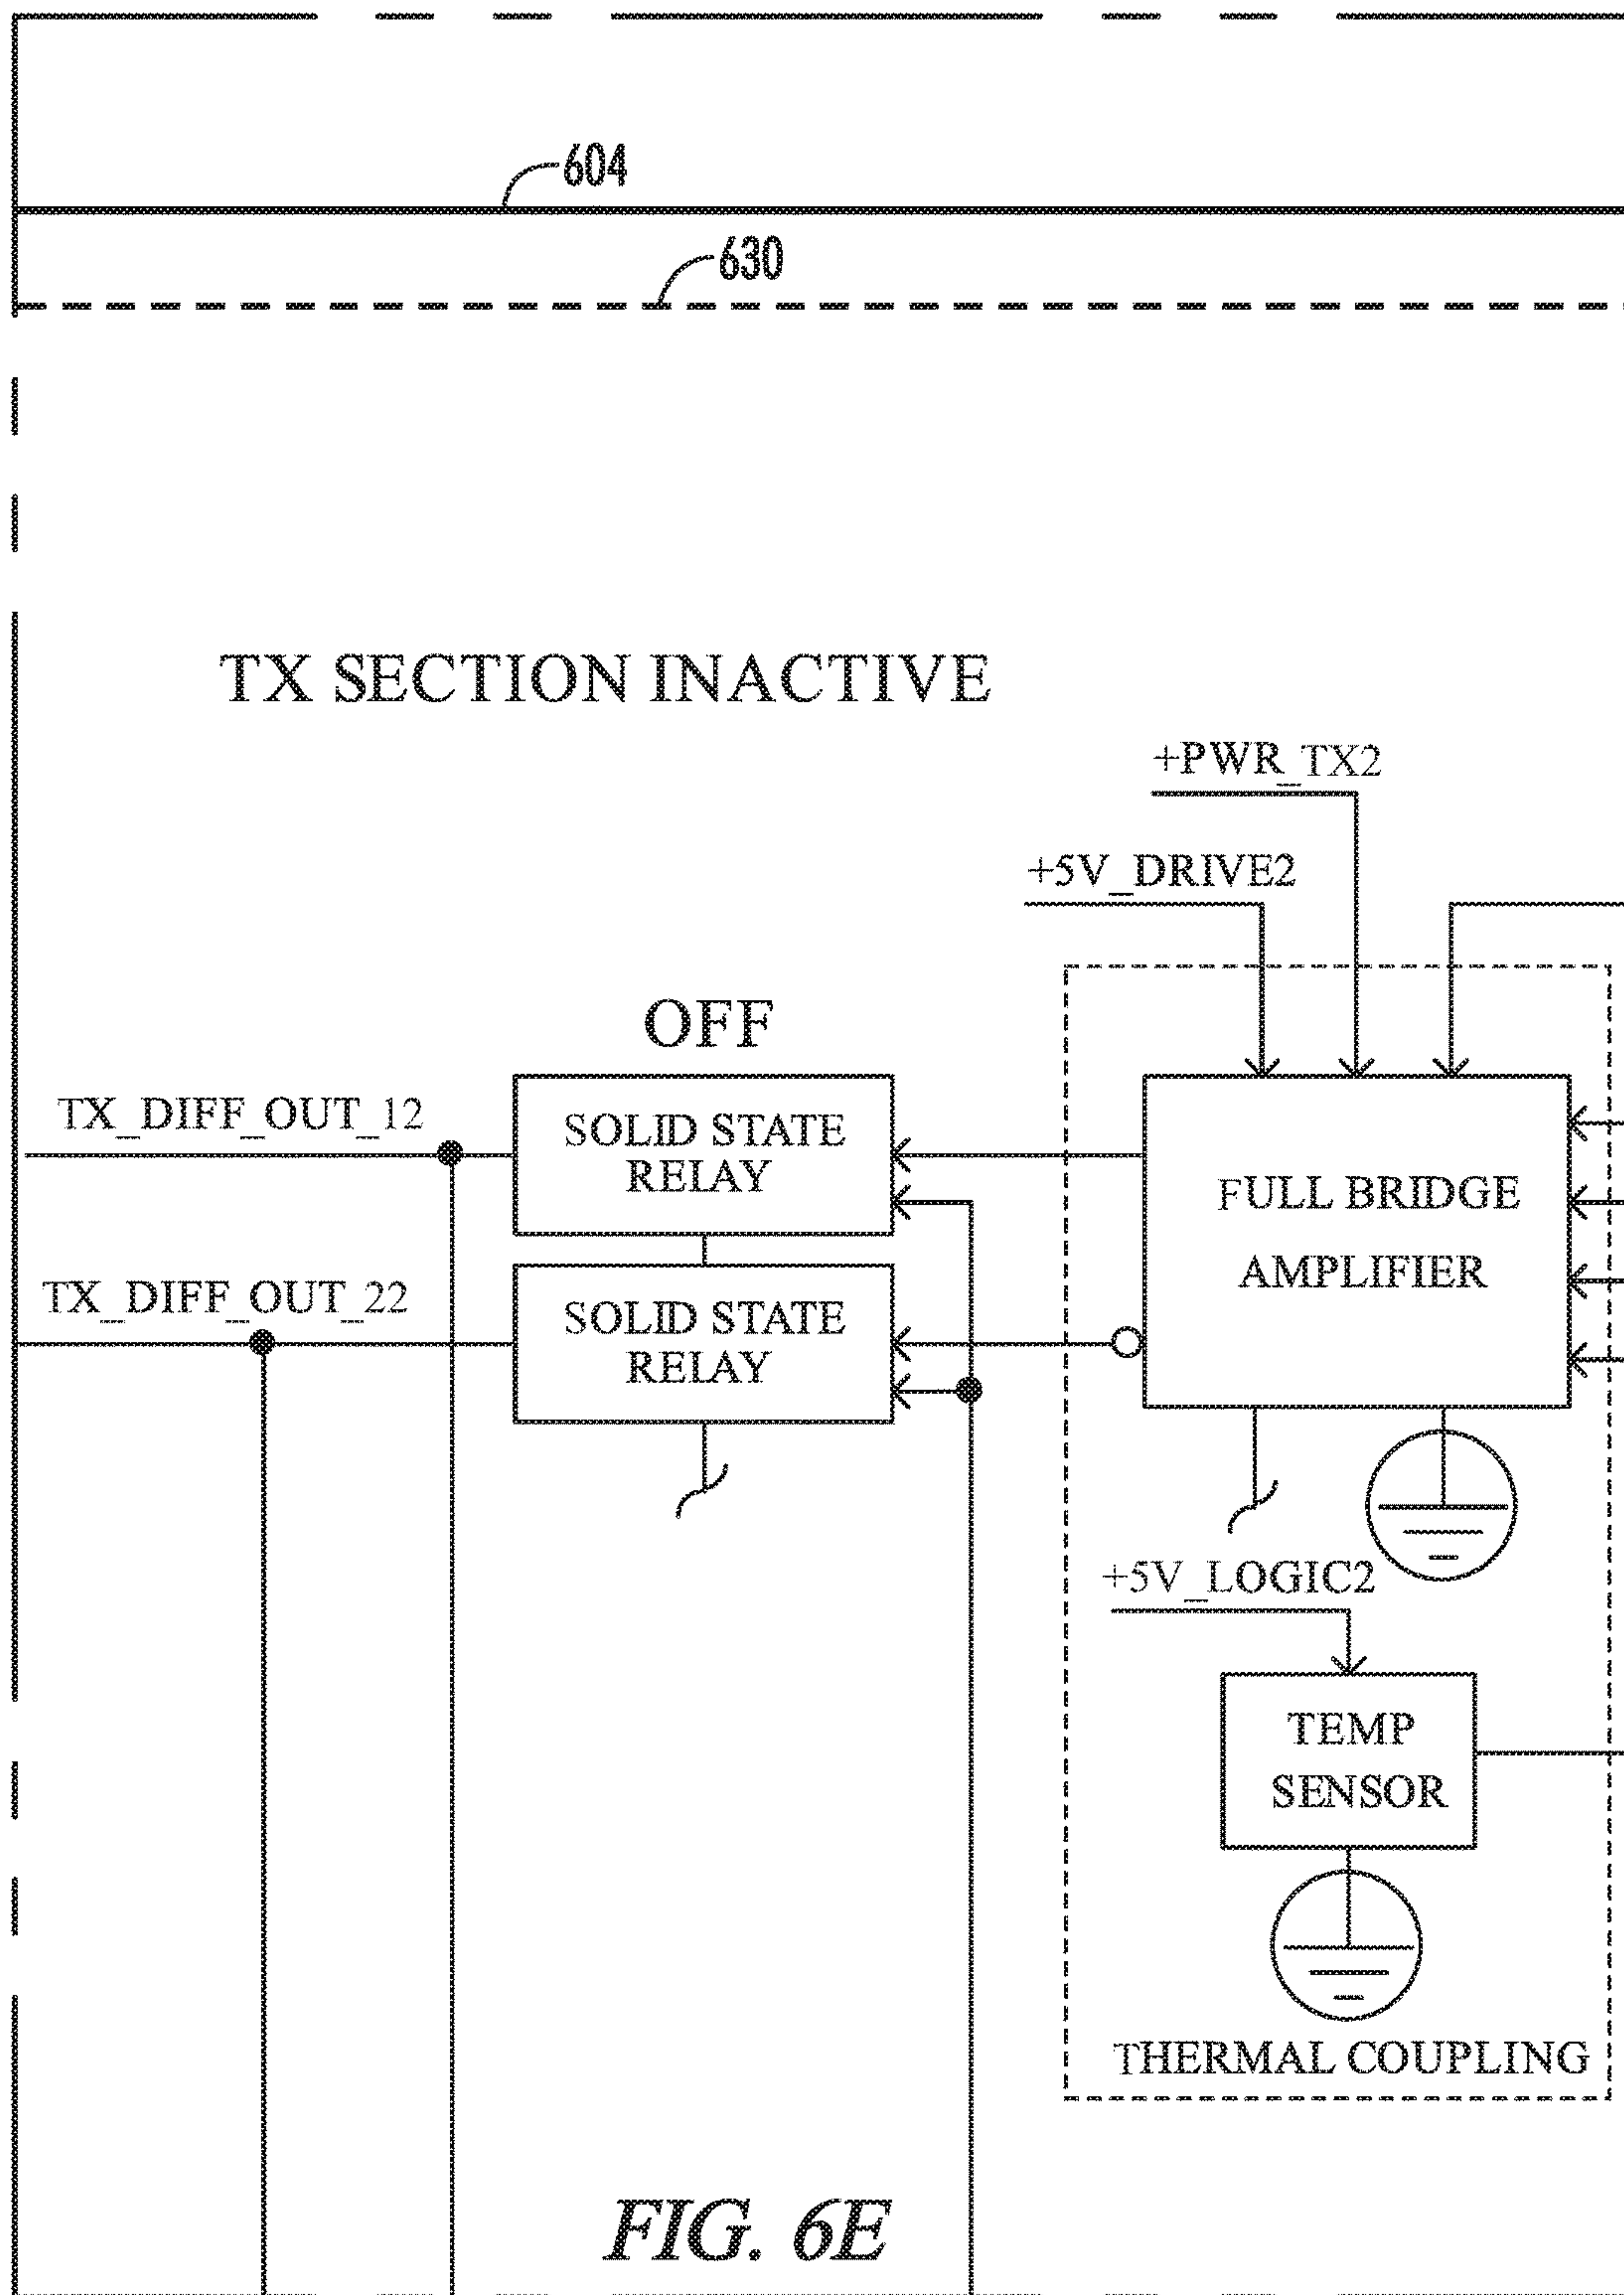 604
630
TX SECTION INACTIVE
+PWR_TX2
+5V_DRIVE2
OFF
TX_DIFF_OUT_12
SOLID STATE
RELAY
FULL BRIDGE
AMPLIFIER
TX_DIFF_OUT_22
SOLID STATE
RELAY
+5V_LOGIC2
TEMP
SENSOR
THERMAL COUPLING
FIG. 6E